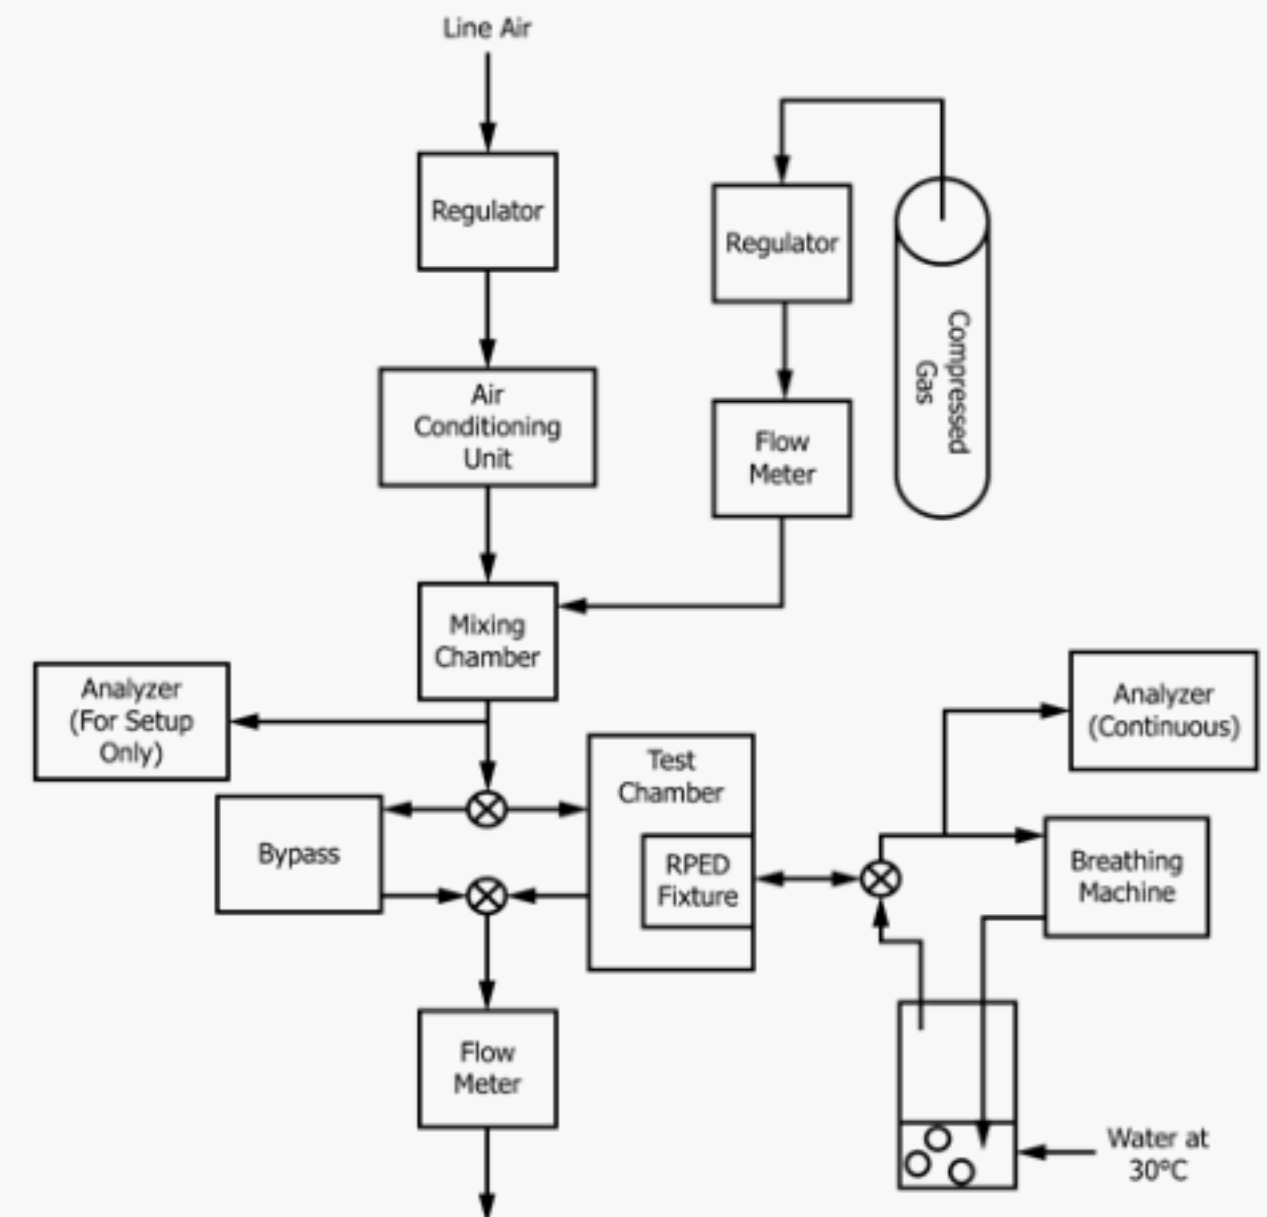 Line Air
Regulator
Regulator
Compressed
Gas
Air
Conditioning
Unit
Flow
Meter
Mixing
Chamber
Analyzer
(For Setup
Only)
Analyzer
(Continuous)
Test
Chamber
Bypass
RPED
Fixture
Breathing
Machine
Flow
Meter
Water at
30ºC